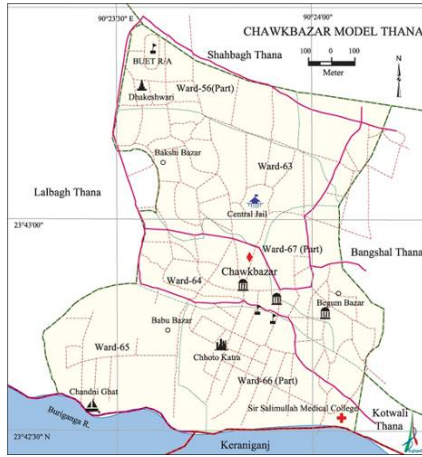 90°23'30" E
90°24'00"
CHAWKBAZAR MODEL THANA
Shahbagh Thana
100 0 100
Meter
N
BUET R/A
Dhakeshwari
Ward-56(Part)
Bakshi Bazar
Ward-63
Lalbagh Thana
Central Jail
23°43'00"
Ward-67 (Part)
Bangshal Thana
Chawkbazar
Ward-64
Begum Bazar
Babu Bazar
Ward-65
Chhoto Katra
Ward-66 (Part)
Chandni Ghat
Sir Salimullah Medical College
Buriganga R.
Kotwali
Thana
23°42'30" N
Keraniganj